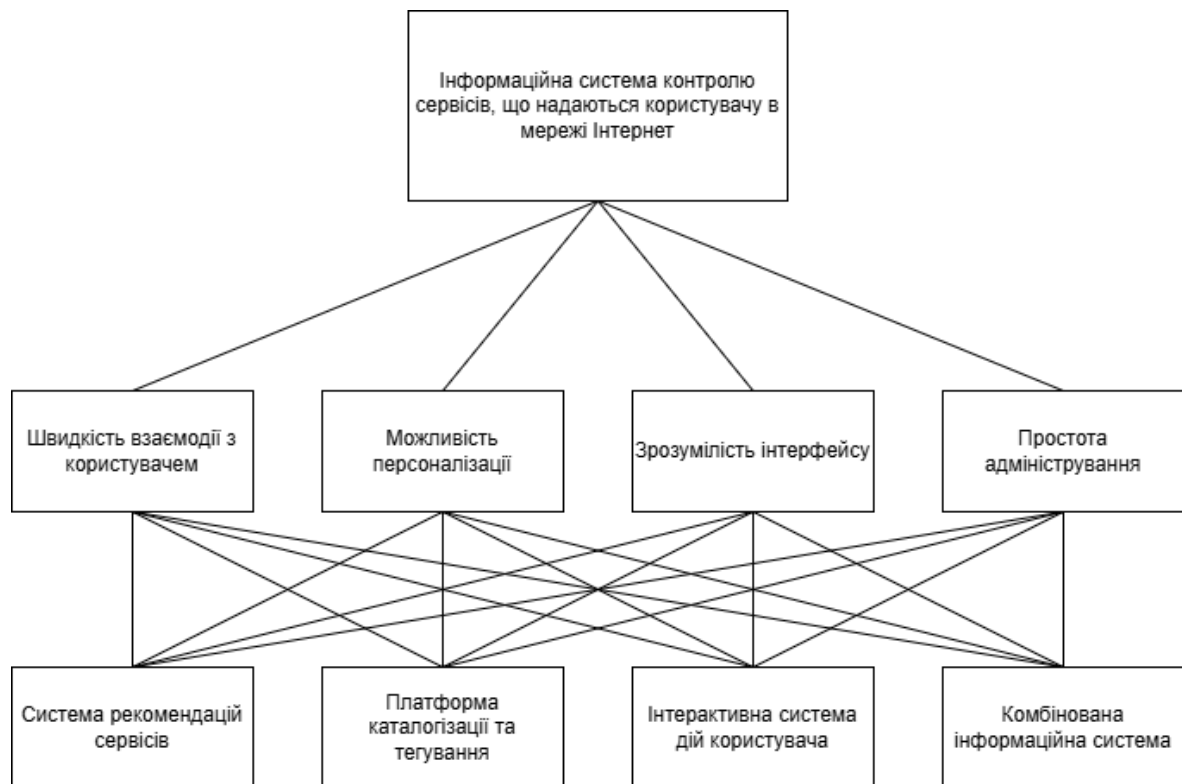 Інформаційна система контролю
сервісів, що надаються користувачу в
мережі Інтернет
Швидкість взаємодії з
користувачем
Можливість
персоналізації
Зрозумілість інтерфейсу
Простота
адміністрування
Система рекомендацій
сервісів
Платформа
каталогізації та
тегування
Інтерактивна система
дій користувача
Комбінована
інформаційна система